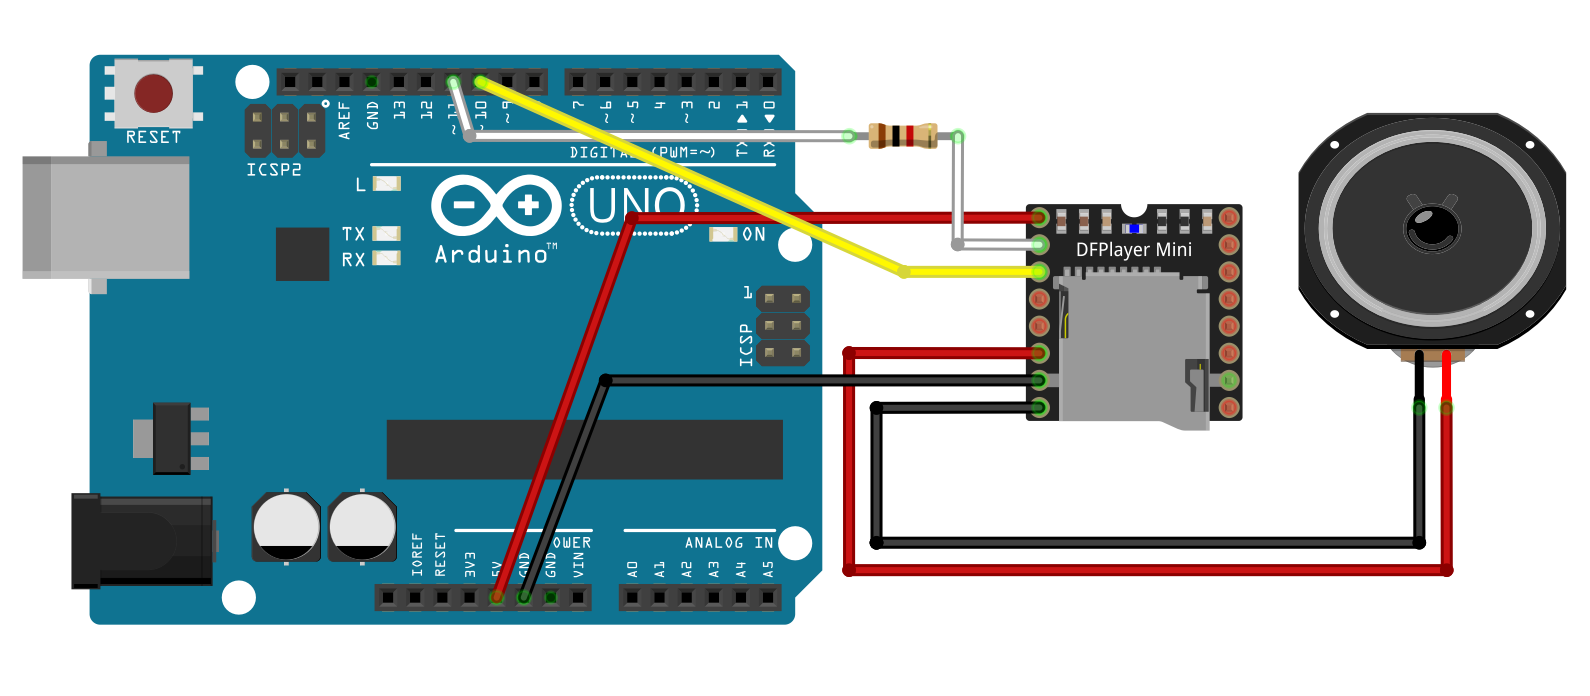 RESET
ICSP2
AREF
GND
13
12
~11
~10
~9
7
~6
~5
4
~3
2
TX▶1
RX◀0
DIGITAL (PWM=~)
L
TX
RX
UNO
Arduino™
ON
1
ICSP
DFPlayer Mini
IOREF
RESET
3V3
5V
GND
GND
VIN
OWER
ANALOG IN
A0
A1
A2
A3
A4
A5